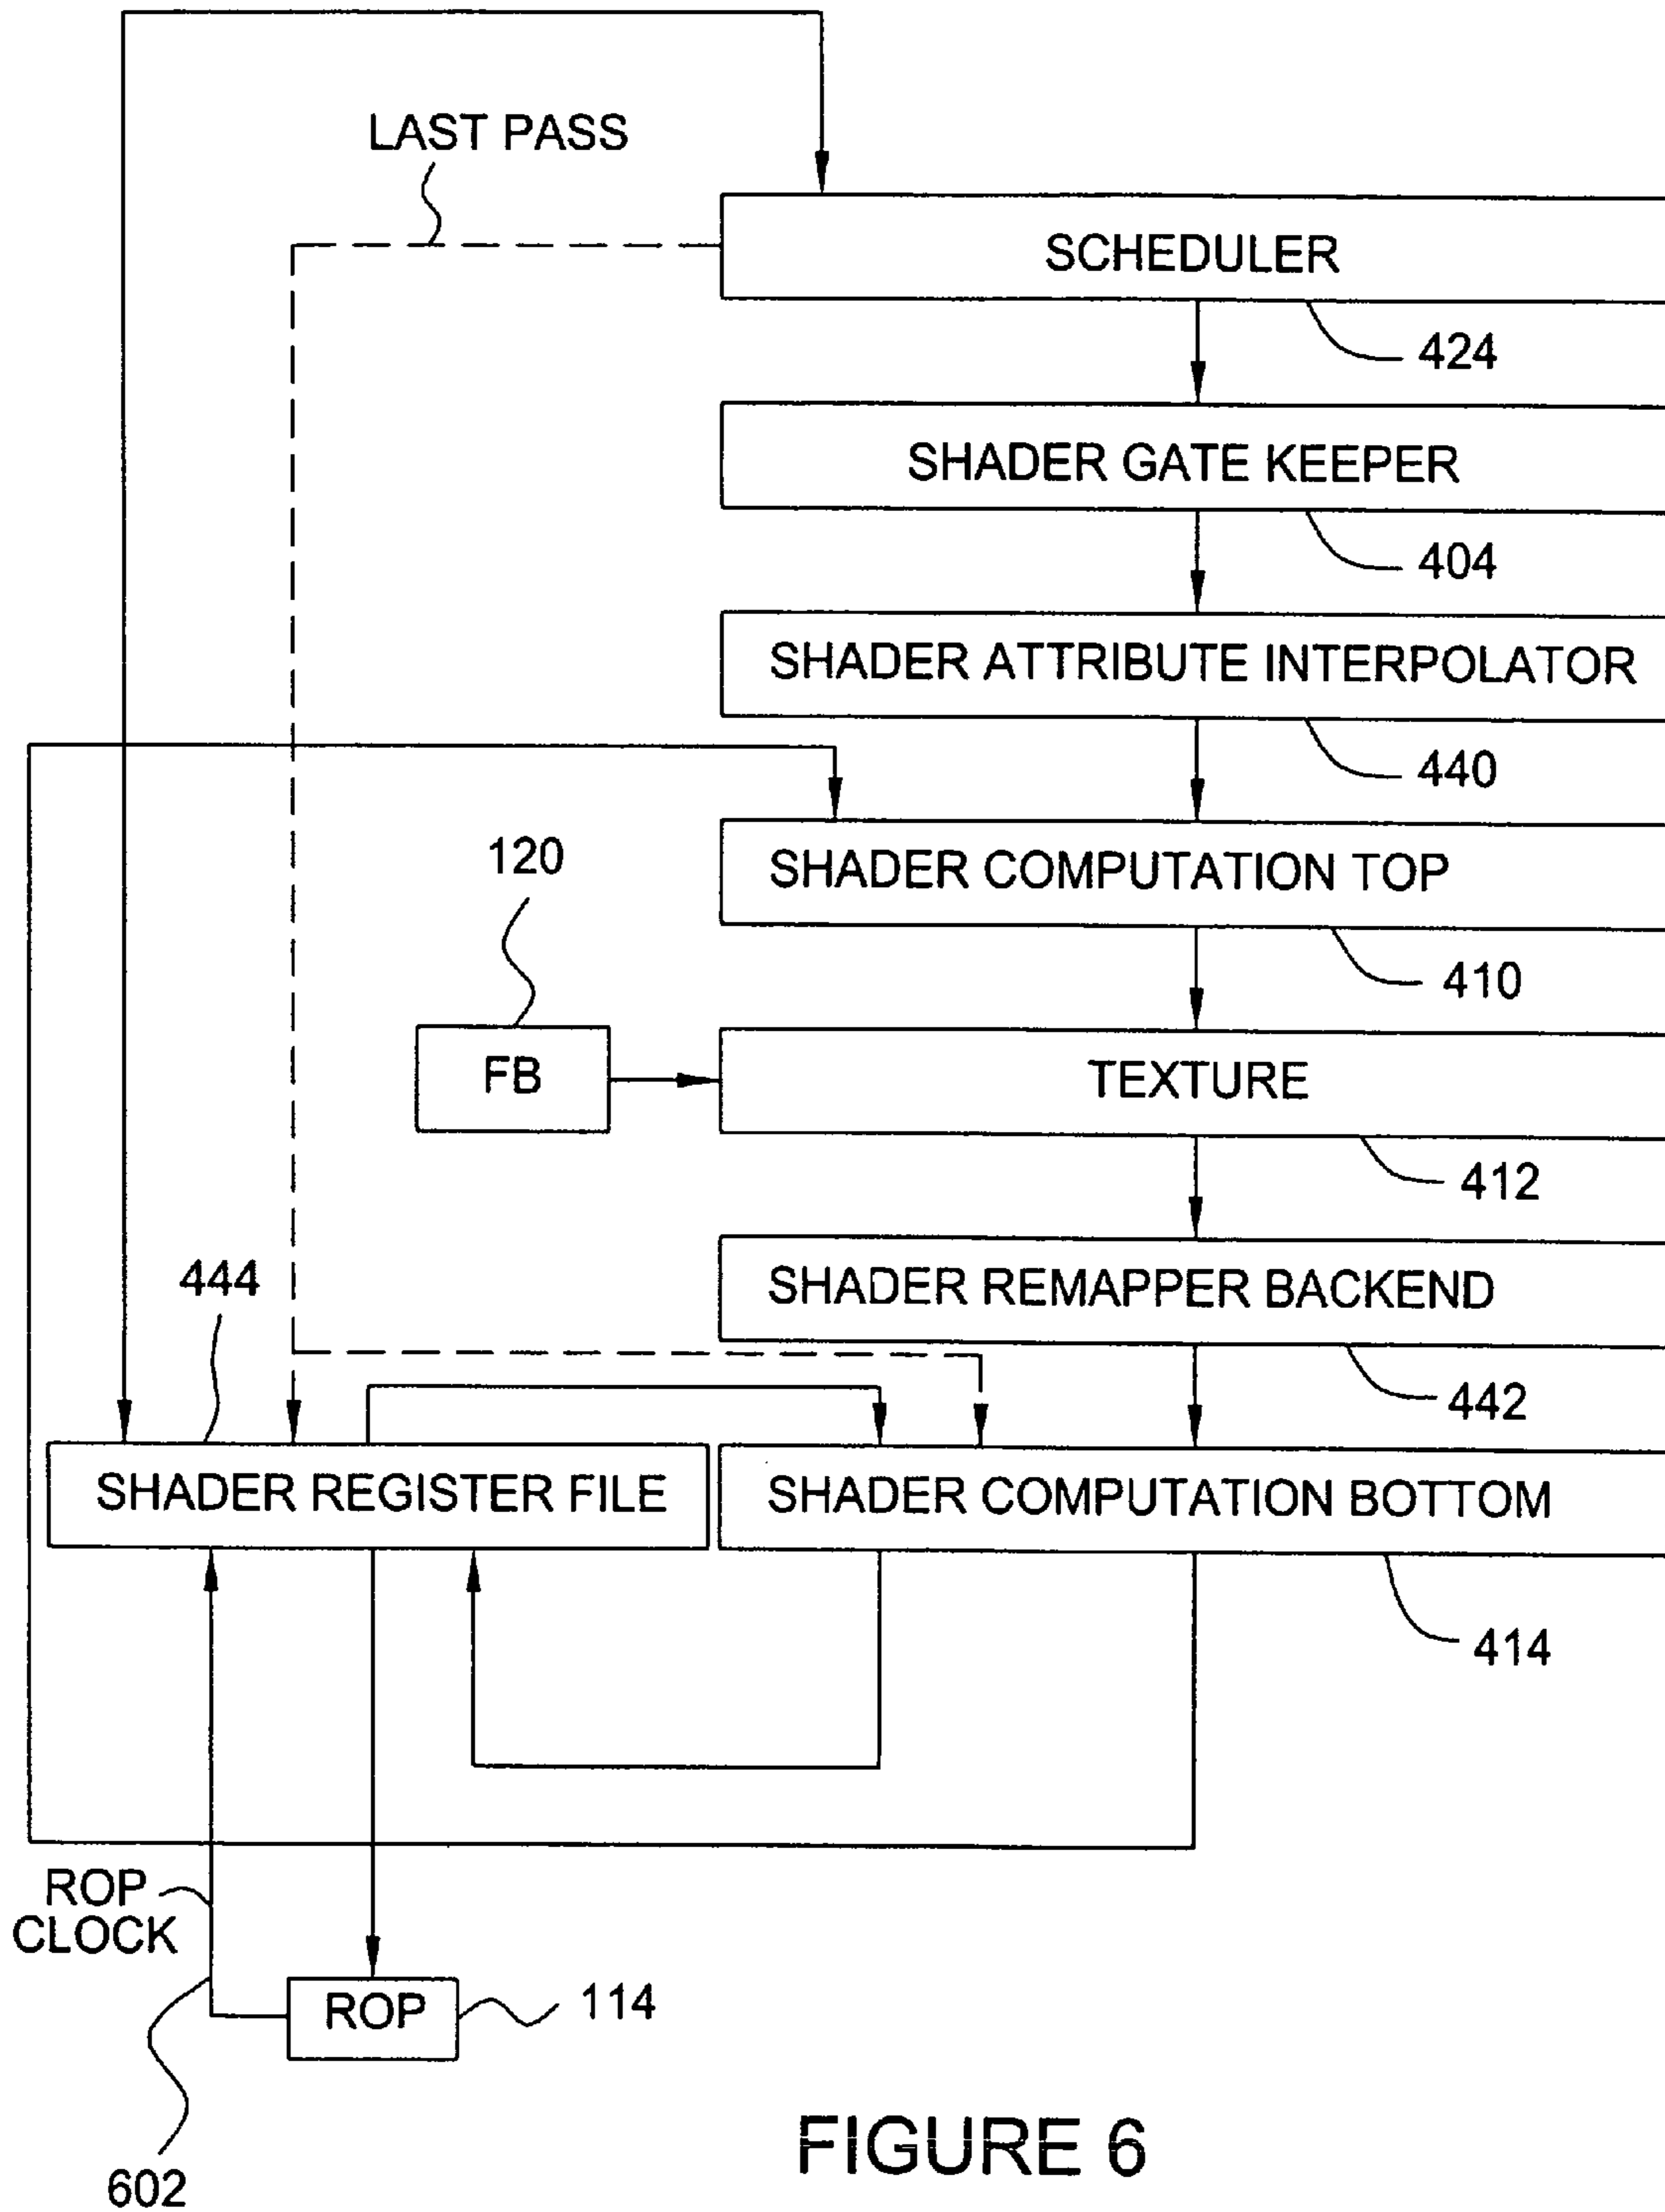 LAST PASS
SCHEDULER
424
SHADER GATE KEEPER
404
SHADER ATTRIBUTE INTERPOLATOR
440
120
SHADER COMPUTATION TOP
410
FB
TEXTURE
412
444
SHADER REMAPPER BACKEND
442
SHADER REGISTER FILE
SHADER COMPUTATION BOTTOM
414
ROP
CLOCK
ROP
114
602
FIGURE 6